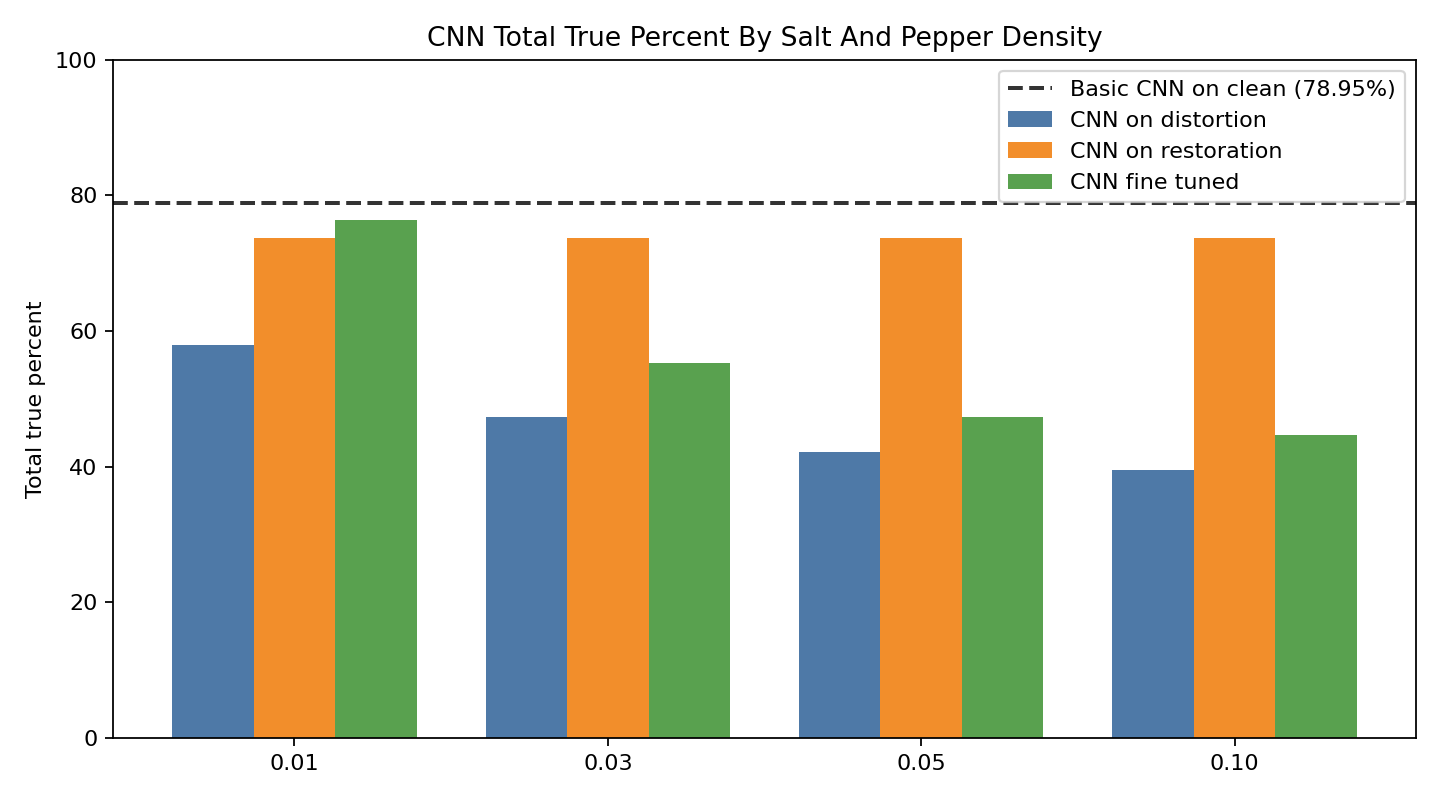 CNN Total True Percent By Salt And Pepper Density
100
80
60
40
20
0
Total true percent
Basic CNN on clean (78.95%)
CNN on distortion
CNN on restoration
CNN fine tuned
0.01
0.03
0.05
0.10